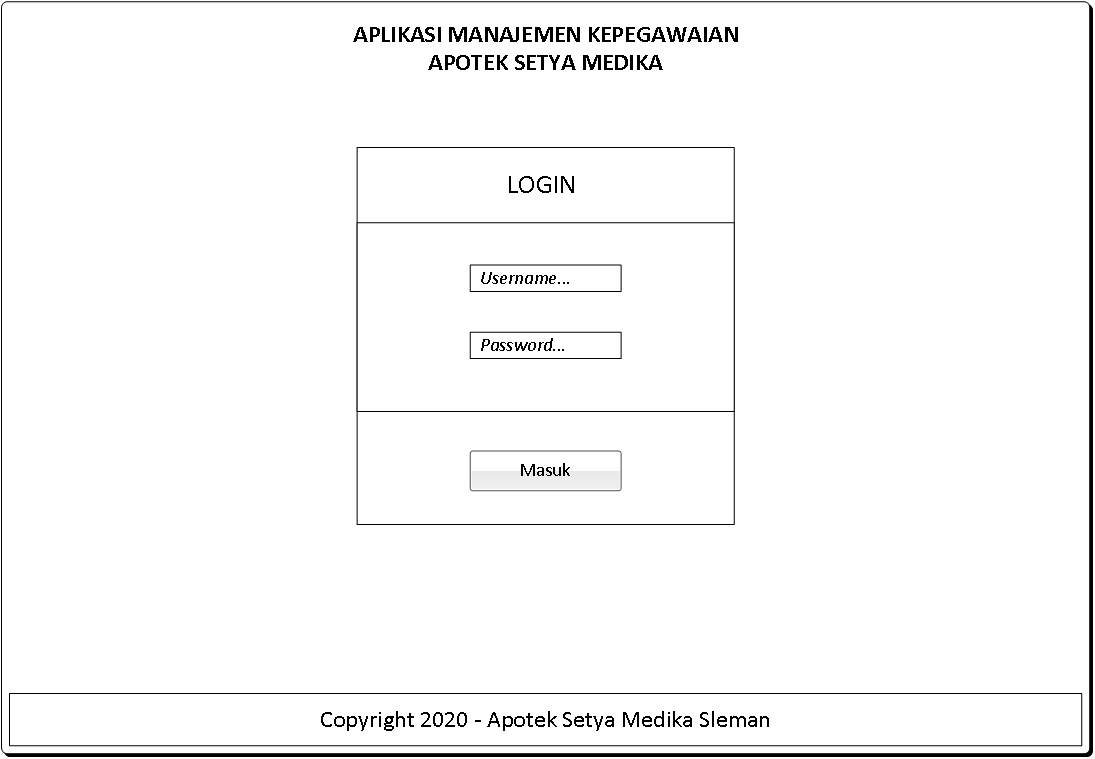 APLIKASI MANAJEMEN KEPEGAWAIAN
APOTEK SETYA MEDIKA
LOGIN
Username...
Password...
Masuk
Copyright 2020 - Apotek Setya Medika Sleman